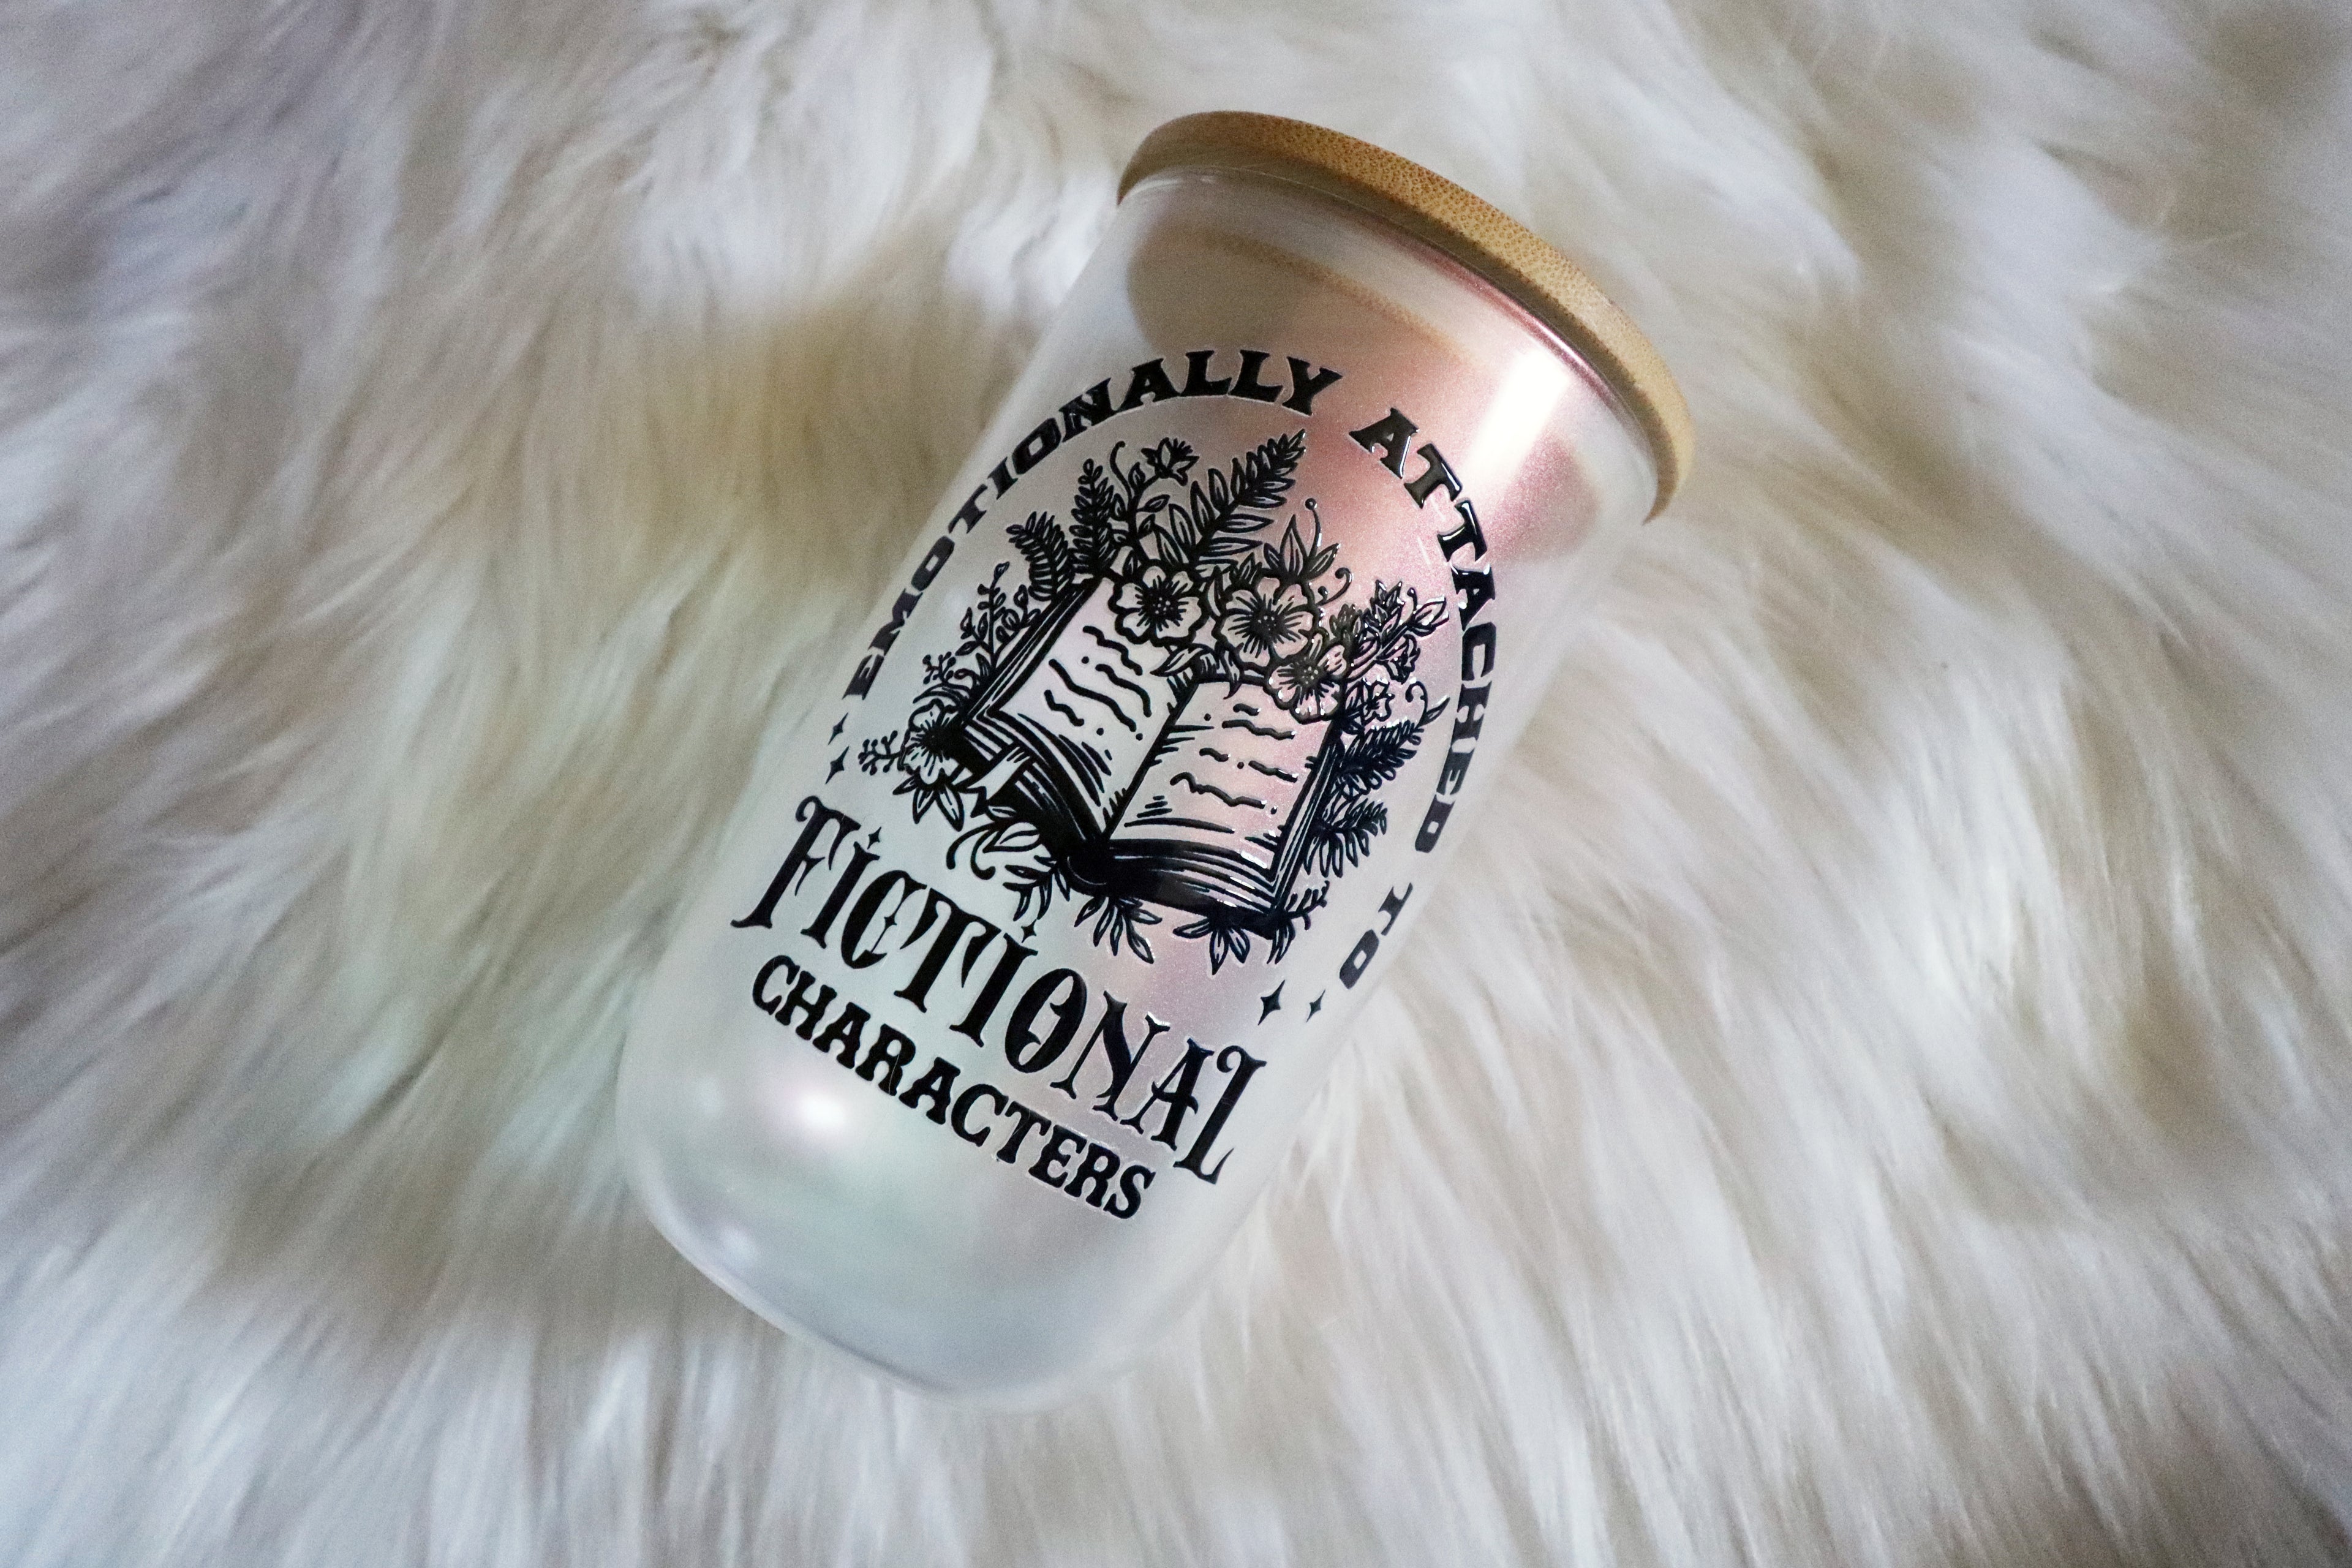 EMOTIONALLY ATTACHED TO
FICTIONAL
CHARACTERS